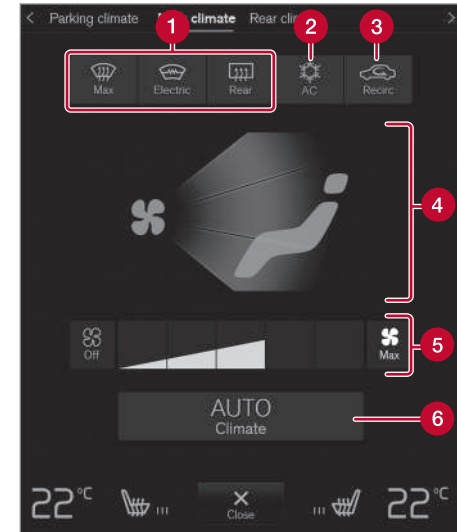 Parking climate climate Rear
1 2 3
Max Electric Rear AC Recirc
4
Off Max 5
AUTO 6
Climate
22°C 22°C
Close